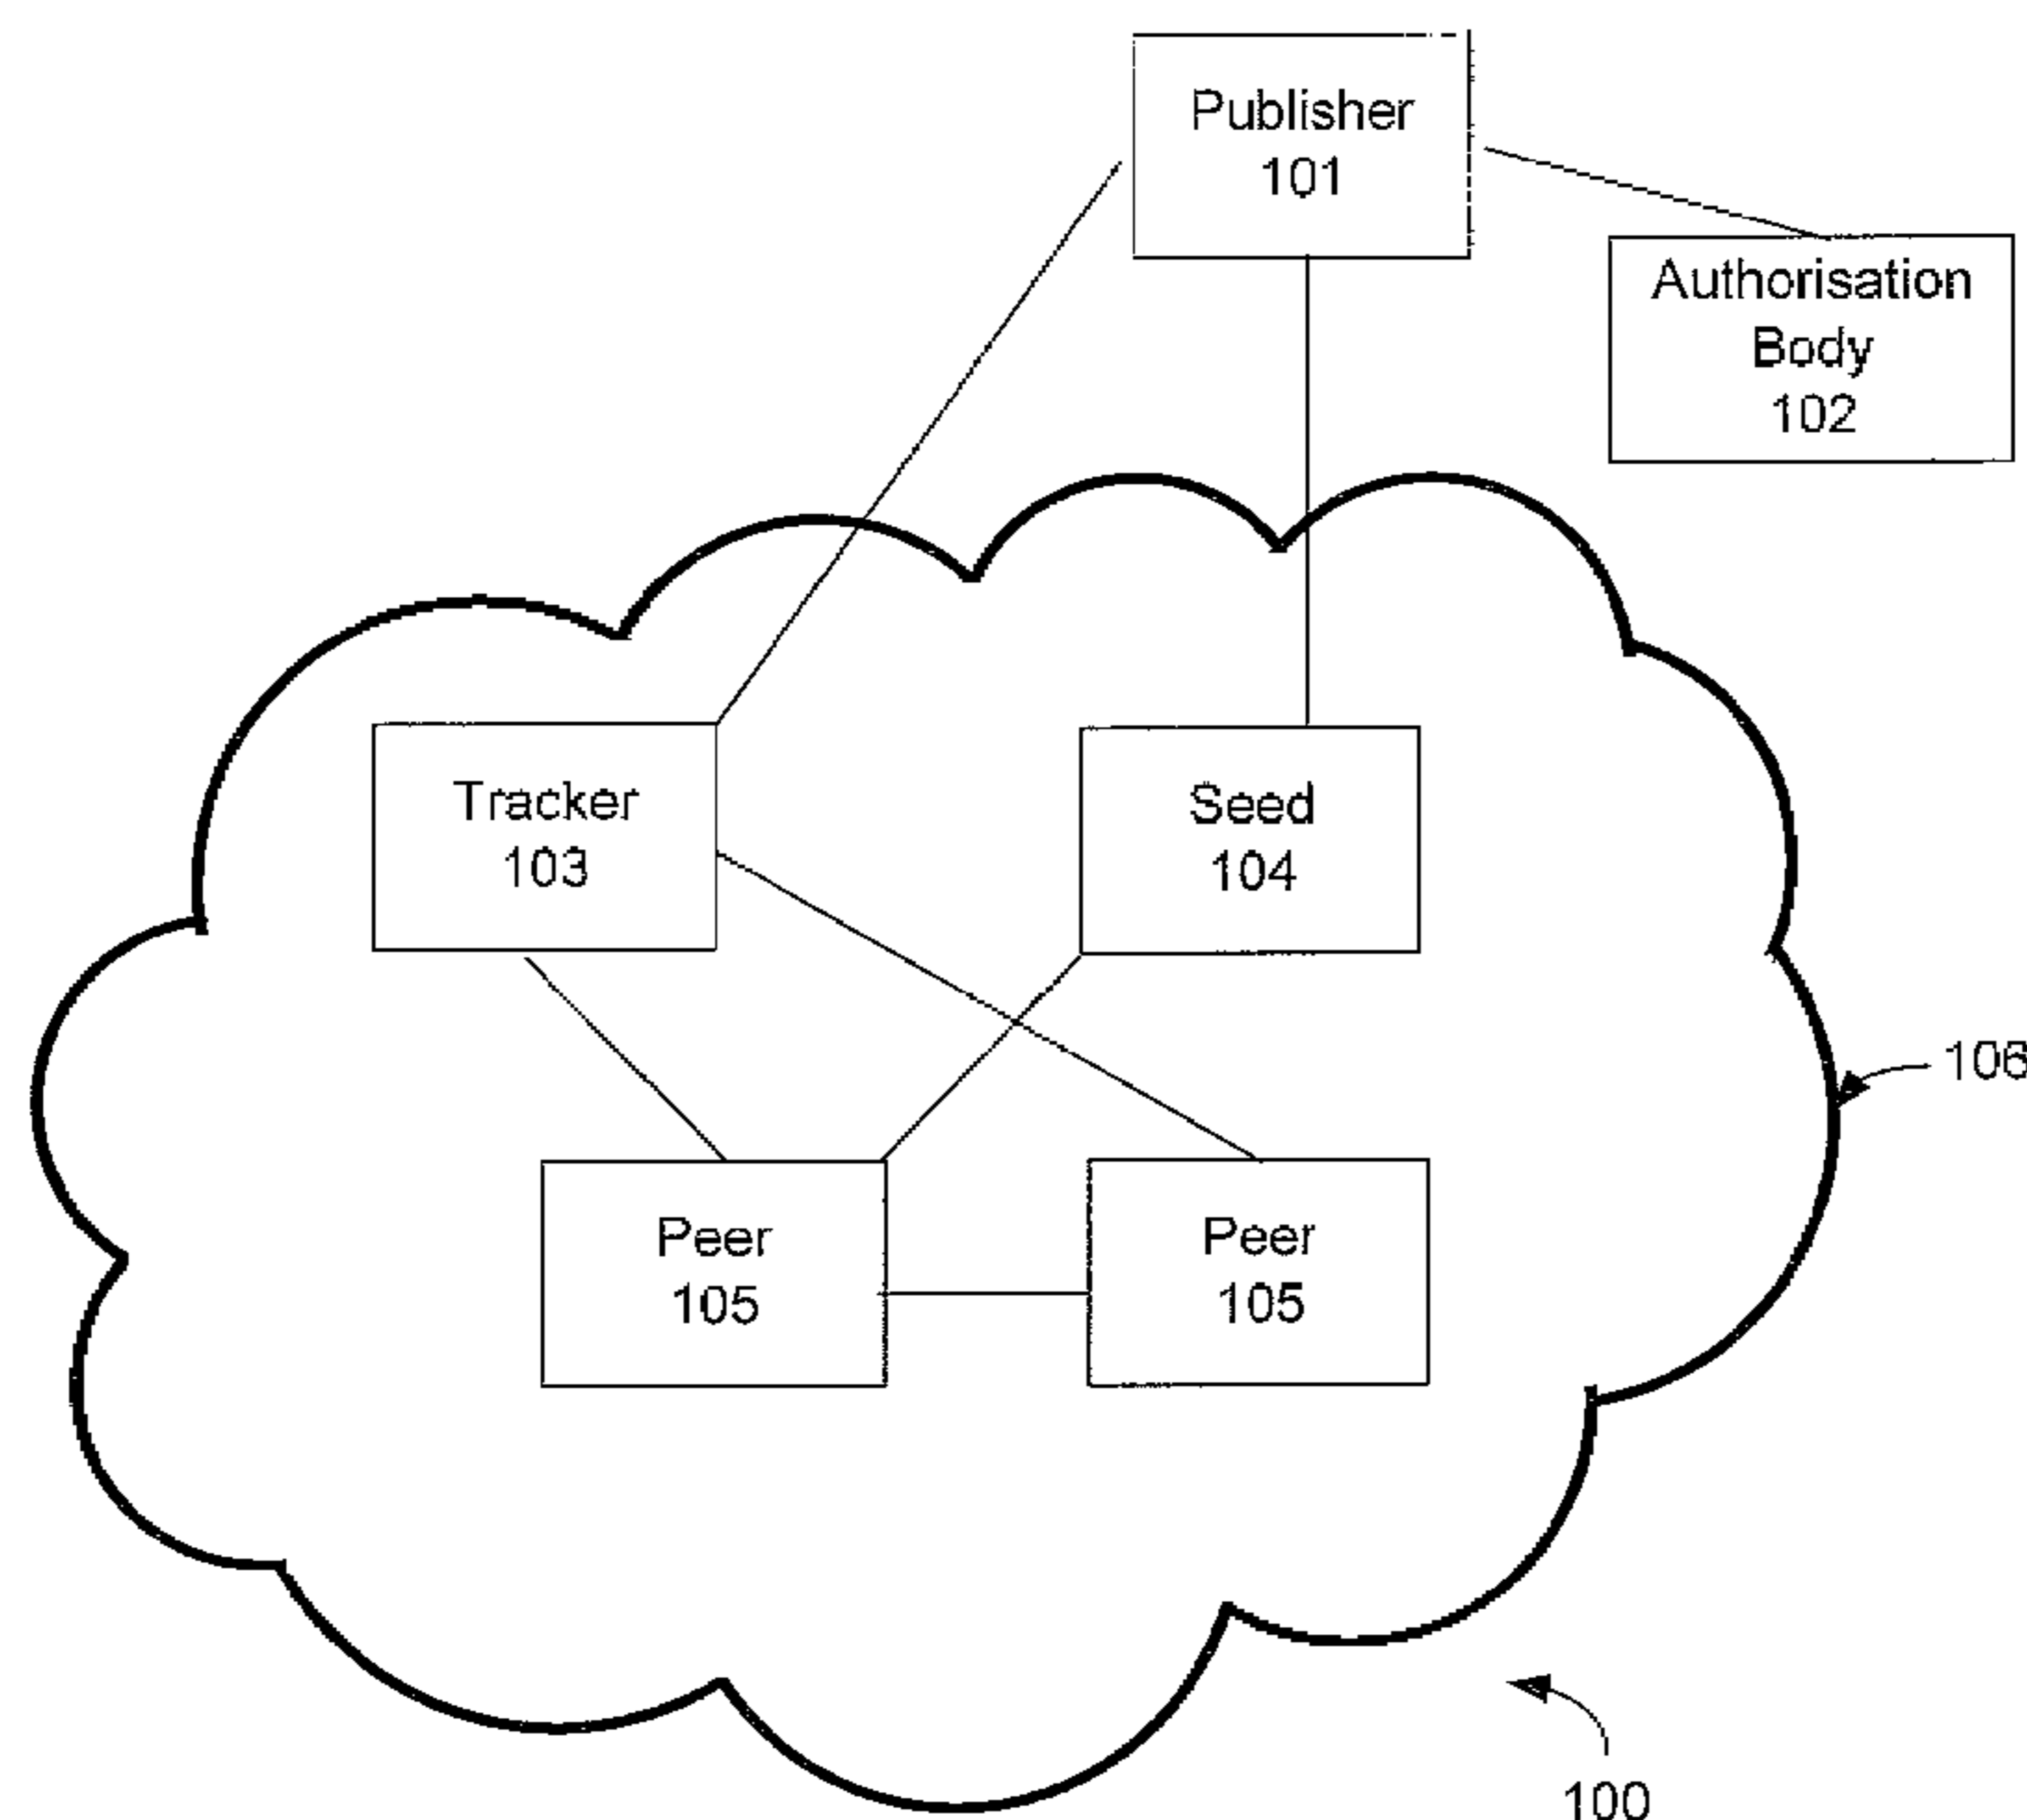 Publisher
101
Authorisation
Body
102
Tracker
103
Seed
104
106
Peer
105
Peer
105
100